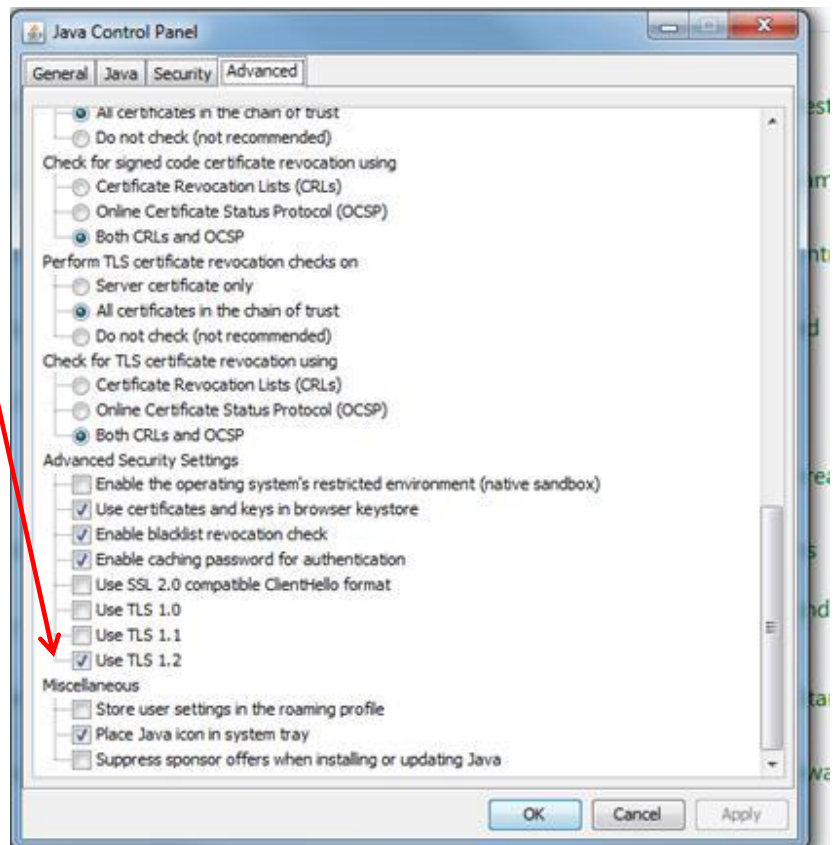 Java Control Panel
General Java Security Advanced
All certificates in the chain of trust
Do not check (not recommended)
Check for signed code certificate revocation using
Certificate Revocation Lists (CRLs)
Online Certificate Status Protocol (OCSP)
Both CRLs and OCSP
Perform TLS certificate revocation checks on
Server certificate only
All certificates in the chain of trust
Do not check (not recommended)
Check for TLS certificate revocation using
Certificate Revocation Lists (CRLs)
Online Certificate Status Protocol (OCSP)
Both CRLs and OCSP
Advanced Security Settings
Enable the operating system's restricted environment (native sandbox)
Use certificates and keys in browser keystore
Enable blacklist revocation check
Enable caching password for authentication
Use SSL 2.0 compatible ClientHello format
Use TLS 1.0
Use TLS 1.1
Use TLS 1.2
Miscellaneous
Store user settings in the roaming profile
Place Java icon in system tray
Suppress sponsor offers when installing or updating Java
OK Cancel Apply